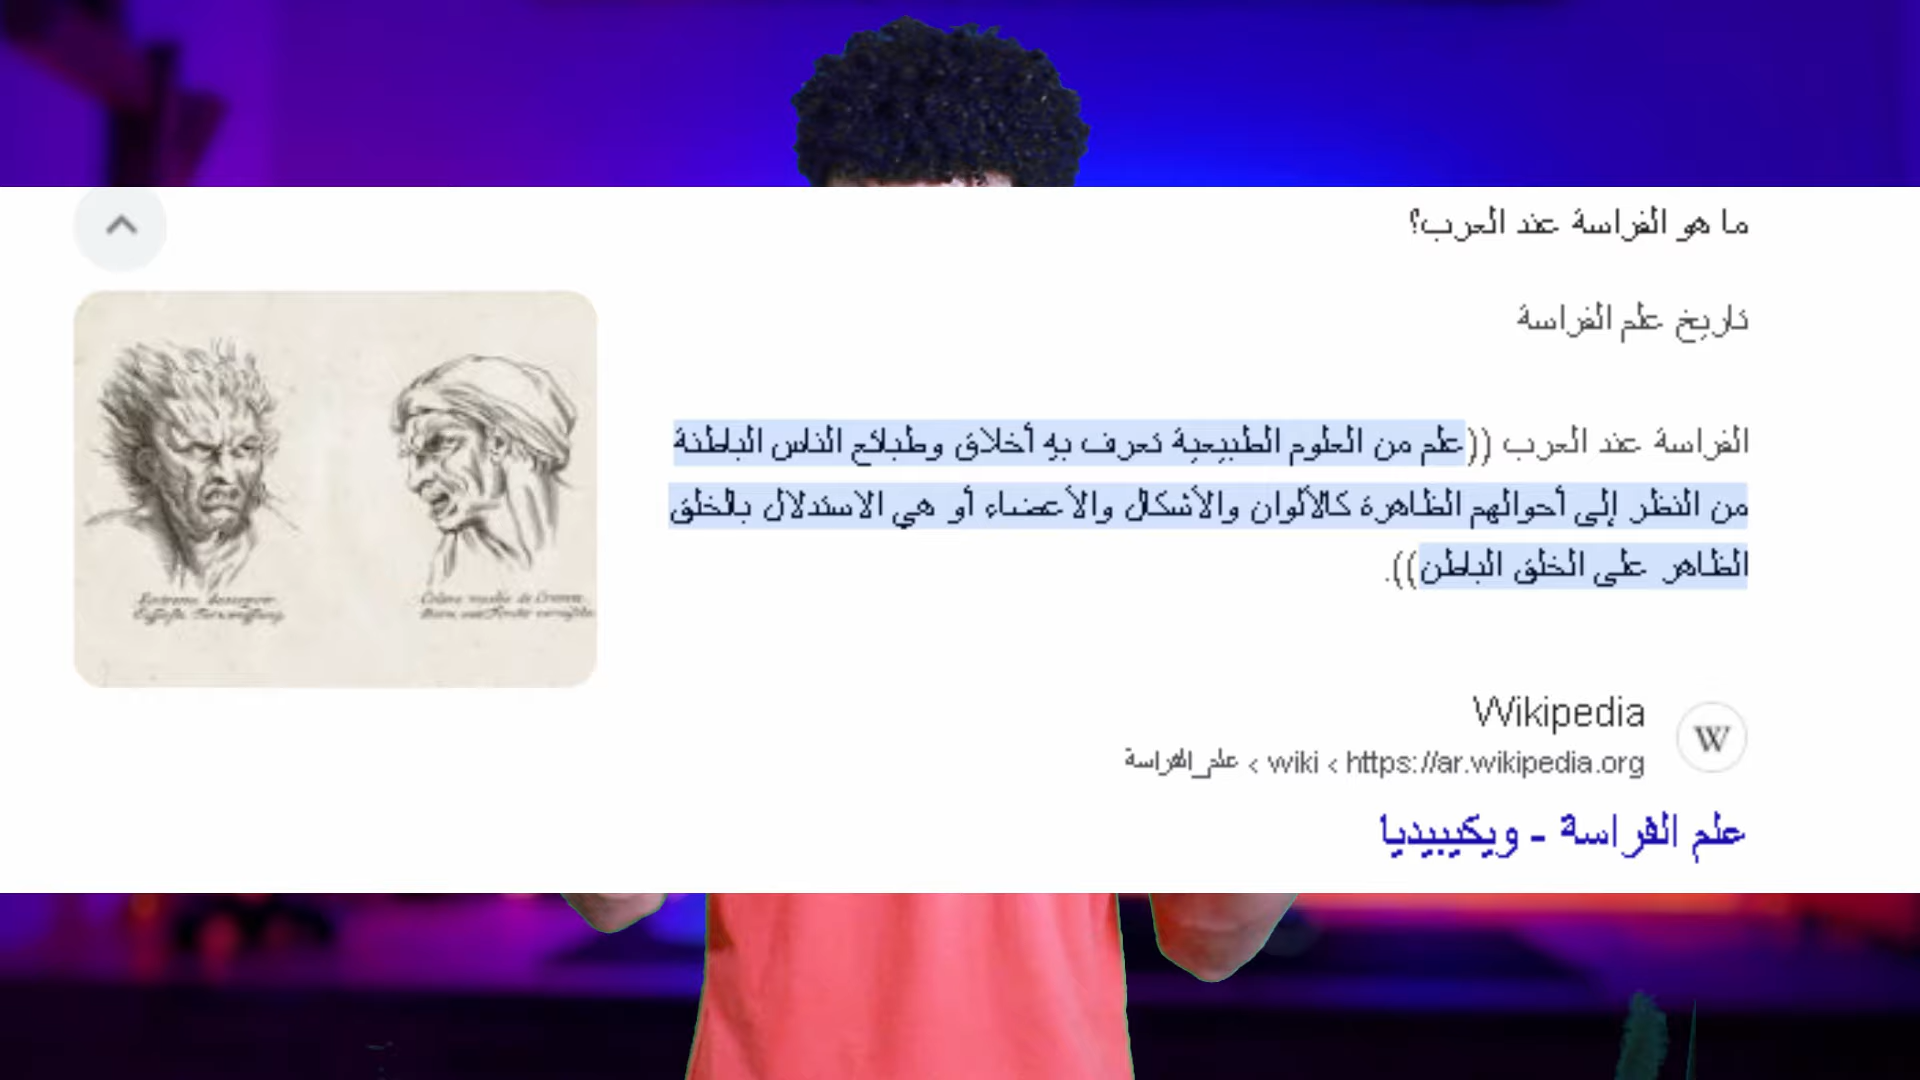 ما هو الفراسة عند العرب؟
تاريخ علم الفراسة
الفراسة عند العرب ((علم من العلوم الطبيعية تعرف به أخلاق وطبائع الناس الباطنة
من النظر إلى أحوالهم الظاهرة كالألوان والأشكال والأعضاء أو هي الاستدلال بالخلق
الظاهر على الخلق الباطن)).
Wikipedia
https://ar.wikipedia.org › wiki › علم_الفراسة
W
علم الفراسة - ويكيبيديا